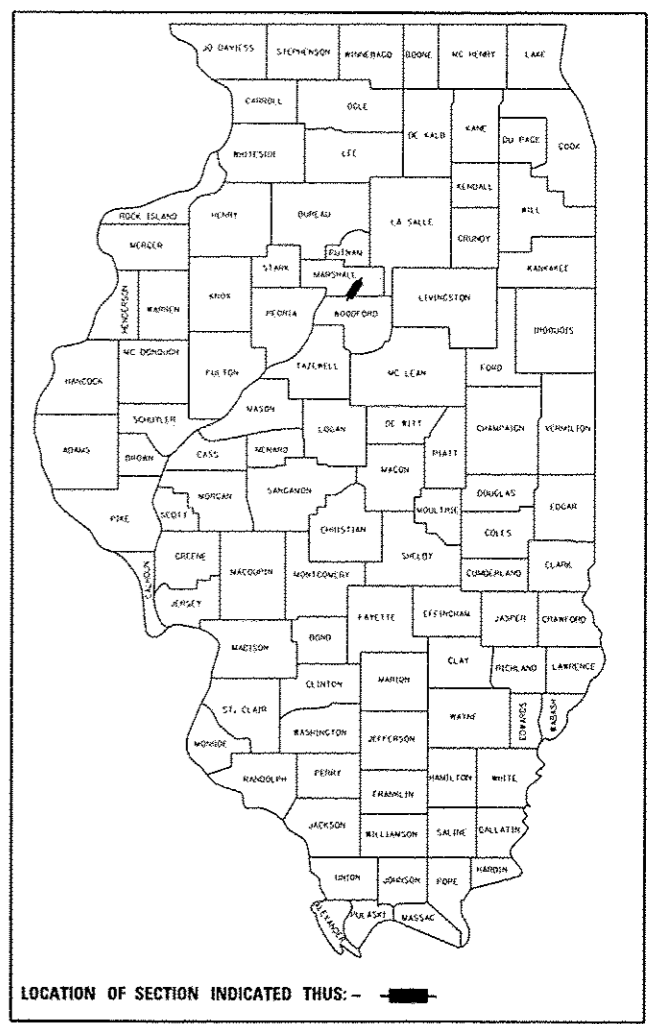 JO DAVIESS STEPHENSON WINNEBAGO BOONE MC HENRY LAKE
CARROLL OGLE
DE KALB KANE DU PAGE COOK
WHITESIDE LEE
KENDALL WILL
ROCK ISLAND HENRY BUREAU LA SALLE
GRUNDY
MERCER PUTNAM
STARK MARSHALL KANKAKEE
HENDERSON WARREN KNOX PEORIA WOODFORD LIVINGSTON IROQUOIS
MC DONOUGH
HANCOCK FULTON TAZEWELL MC LEAN FORD
MASON
SCHUYLER LOGAN DE WITT CHAMPAIGN VERMILION
ADAMS BROWN CASS MENARD PIATT
MACON
MORGAN SANGAMON DOUGLAS
PIKE SCOTT MOULTRIE EDGAR
CHRISTIAN COLES
GREENE SHELBY
CALHOUN MACOUPIN MONTGOMERY CUMBERLAND CLARK
JERSEY
FAYETTE EFFINGHAM JASPER CRAWFORD
MADISON BOND
CLAY RICHLAND LAWRENCE
CLINTON MARION
ST. CLAIR WAYNE EDWARDS WABASH
WASHINGTON JEFFERSON
MONROE
RANDOLPH PERRY HAMILTON WHITE
FRANKLIN
JACKSON WILLIAMSON SALINE GALLATIN
UNION JOHNSON POPE HARDIN
ALEXANDER PULASKI MASSAC
LOCATION OF SECTION INDICATED THUS: -